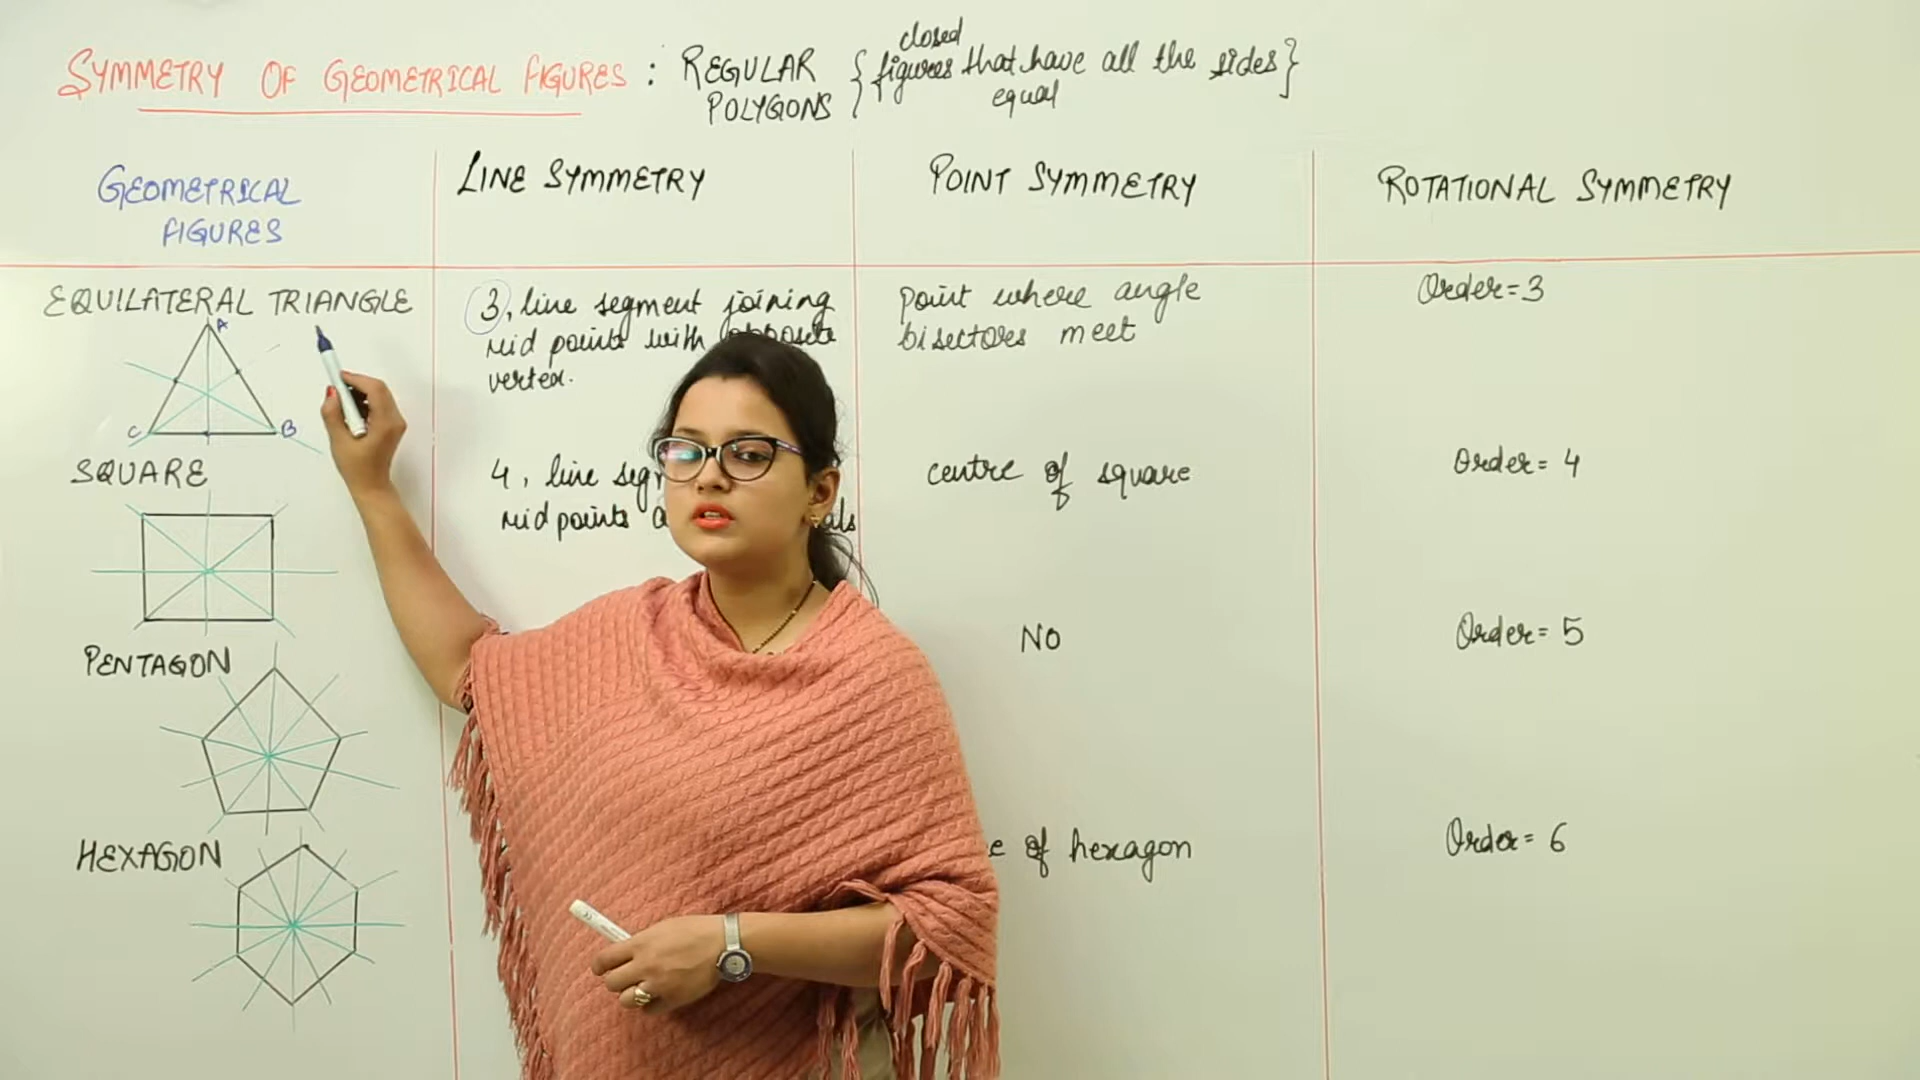 SYMMETRY OF GEOMETRICAL FIGURES : REGULAR POLYGONS { closed figures that have all the sides equal }
GEOMETRICAL FIGURES
LINE SYMMETRY
POINT SYMMETRY
ROTATIONAL SYMMETRY
EQUILATERAL TRIANGLE
A
C
B
3, line segment joining
mid points with opposite
vertex.
point where angle
bisectors meet
Order=3
SQUARE
4, line
midpoints
centre of square
Order= 4
PENTAGON
NO
Order= 5
HEXAGON
of hexagon
Order= 6